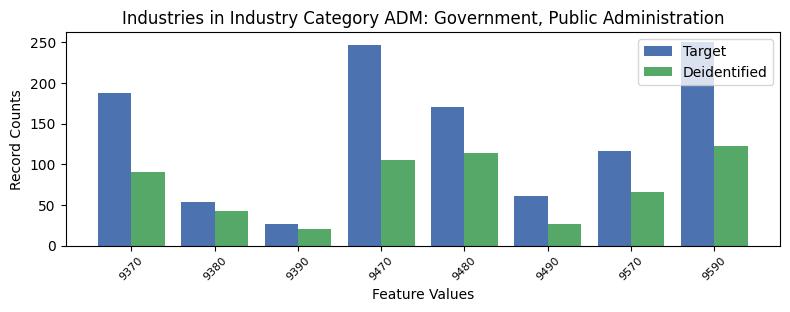 Industries in Industry Category ADM: Government, Public Administration
250
200
150
100
50
0
Record Counts
Target
Deidentified
9370
9380
9390
9470
9480
9490
9570
9590
Feature Values